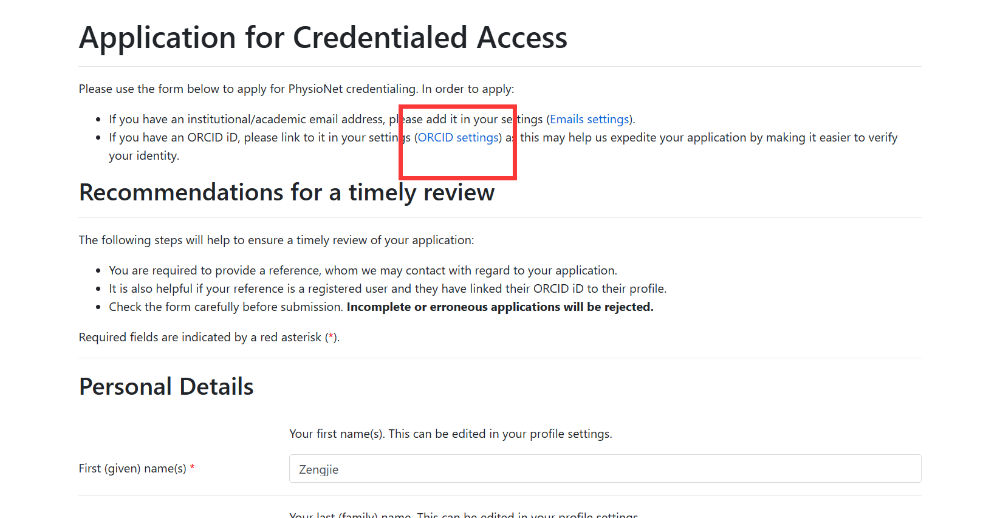 Application for Credentialed Access
Please use the form below to apply for PhysioNet credentialing. In order to apply:
• If you have an institutional/academic email address, please add it in your settings (Emails settings).
• If you have an ORCID iD, please link to it in your settings (ORCID settings) as this may help us expedite your application by making it easier to verify
your identity.
Recommendations for a timely review
The following steps will help to ensure a timely review of your application:
• You are required to provide a reference, whom we may contact with regard to your application.
• It is also helpful if your reference is a registered user and they have linked their ORCID iD to their profile.
• Check the form carefully before submission. Incomplete or erroneous applications will be rejected.
Required fields are indicated by a red asterisk (*).
Personal Details
Your first name(s). This can be edited in your profile settings.
First (given) name(s) *
Zengjie
Your last (family) name. This can be edited in your profile settings.